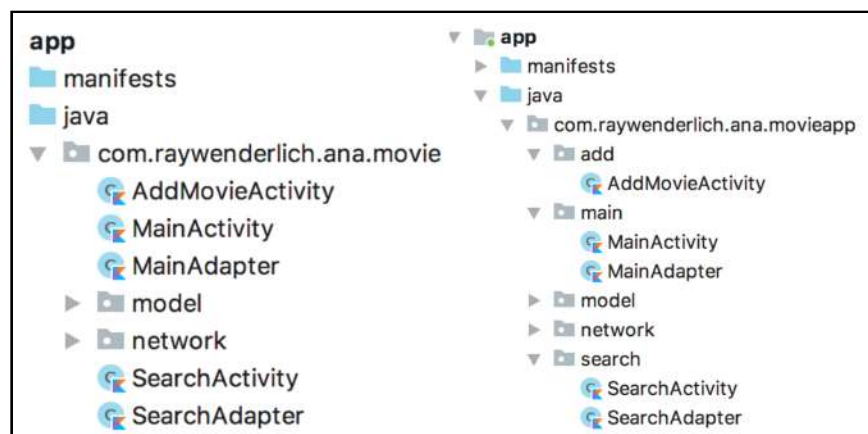 app
manifests
java
com.raywenderlich.ana.movie
AddMovieActivity
MainActivity
MainAdapter
model
network
SearchActivity
SearchAdapter
app
manifests
java
com.raywenderlich.ana.movieapp
add
AddMovieActivity
main
MainActivity
MainAdapter
model
network
search
SearchActivity
SearchAdapter